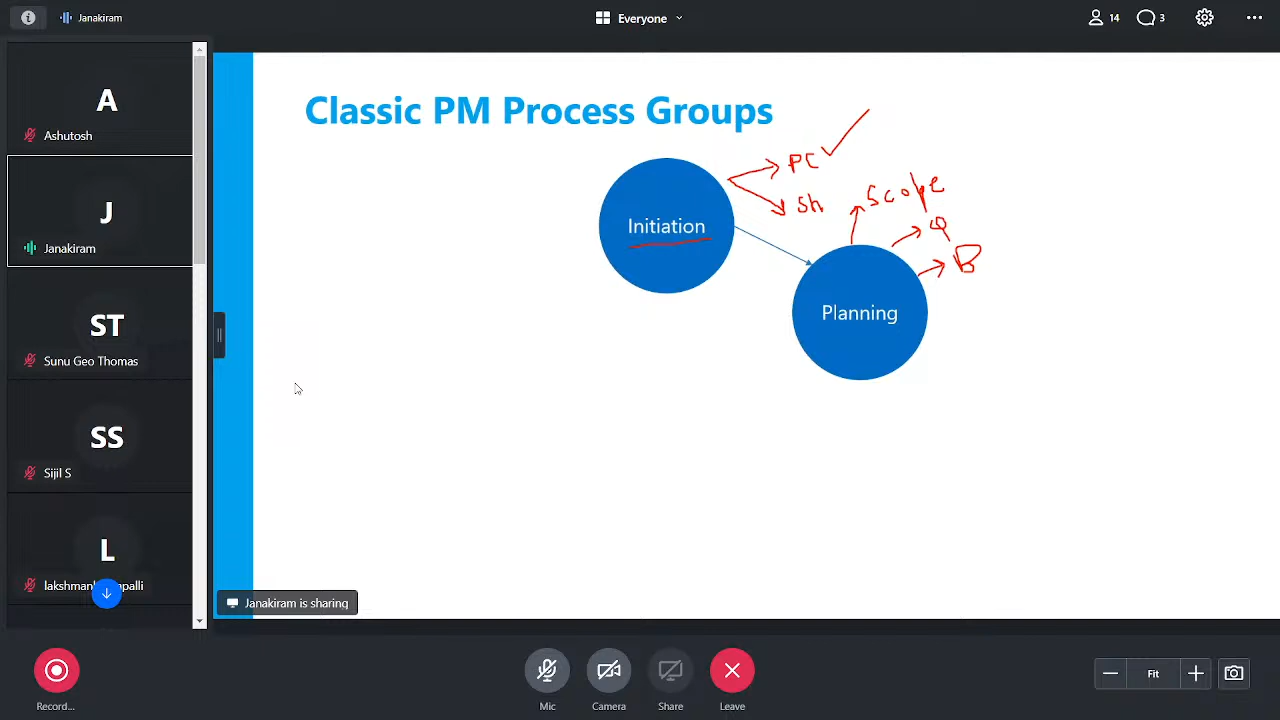 Janakiram
Everyone
14
3
A
Ashutosh
J
Janakiram
ST
Sunu Geo Thomas
SS
Sijil S
L
Classic PM Process Groups
PC
Sh
Scope
Q
B
Initiation
Planning
Janakiram is sharing
Record...
Mic
Camera
Share
Leave
Fit